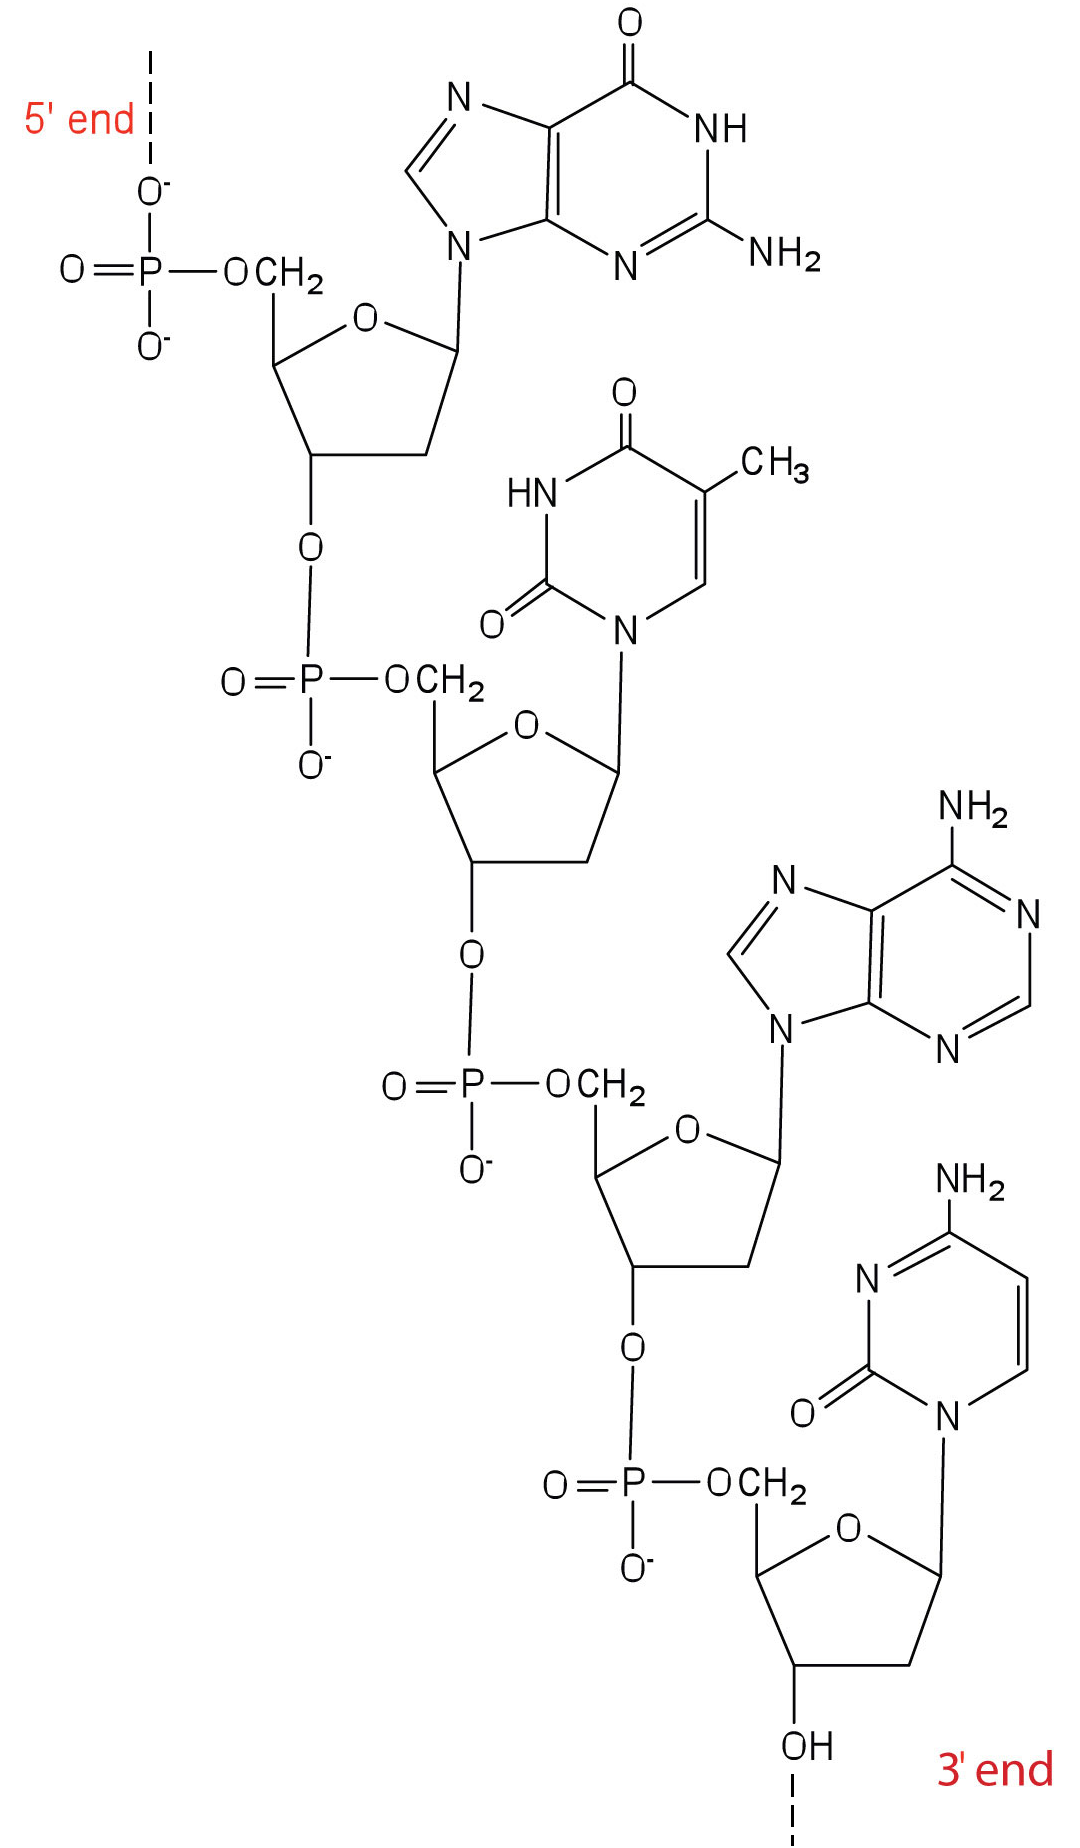 O
N
NH
5' end
O-
N
N
NH2
O=P—OCH2
O
O-
O
CH3
HN
O
O
N
O=P—OCH2
O
O-
NH2
N
N
O
N
N
O=P—OCH2
O
O-
NH2
N
O
O
N
O=P—OCH2
O
O-
OH
3' end